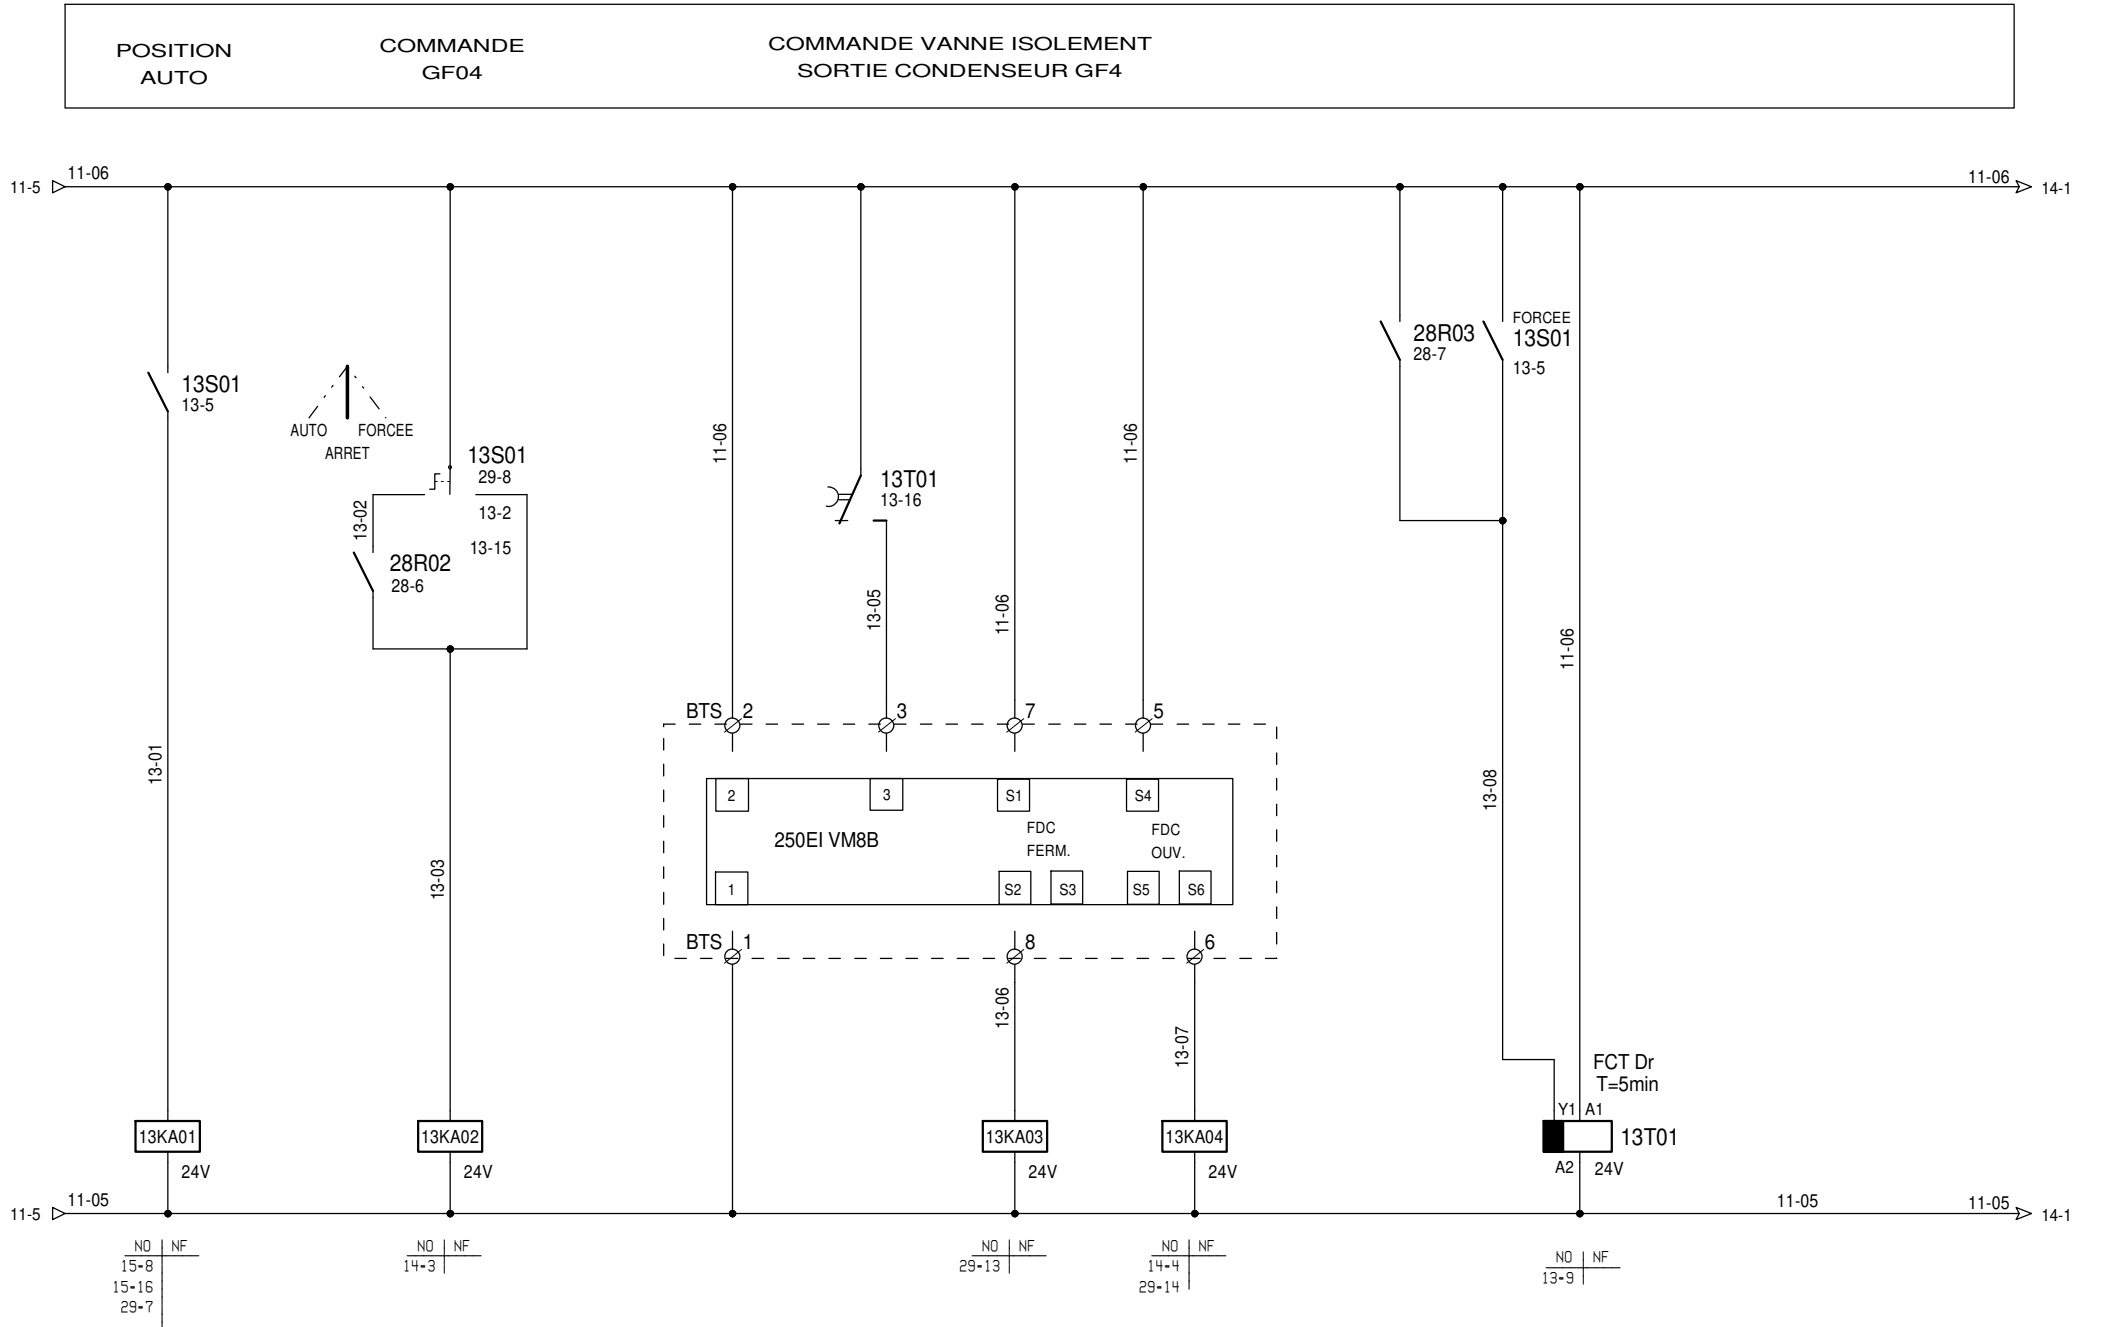 POSITION
AUTO
COMMANDE
GF04
COMMANDE VANNE ISOLEMENT
SORTIE CONDENSEUR GF4
11-5
11-06
11-06
14-1
13S01
13-5
13-01
AUTO
FORCEE
ARRET
13S01
29-8
13-2
13-15
13-02
28R02
28-6
13-03
11-06
13T01
13-16
13-05
11-06
11-06
28R03
28-7
FORCEE
13S01
13-5
11-06
13-08
BTS
2
3
7
5
2
3
S1
S4
250EI VM8B
FDC
FERM.
FDC
OUV.
1
S2
S3
S5
S6
BTS
1
8
6
13-06
13-07
FCT Dr
T=5min
Y1
A1
13KA01
24V
13KA02
24V
13KA03
24V
13KA04
24V
13T01
A2
24V
11-5
11-05
11-05
11-05
14-1
NO NF
15-8
15-16
29-7
NO NF
14-3
NO NF
29-13
NO NF
14-4
29-14
NO NF
13-9